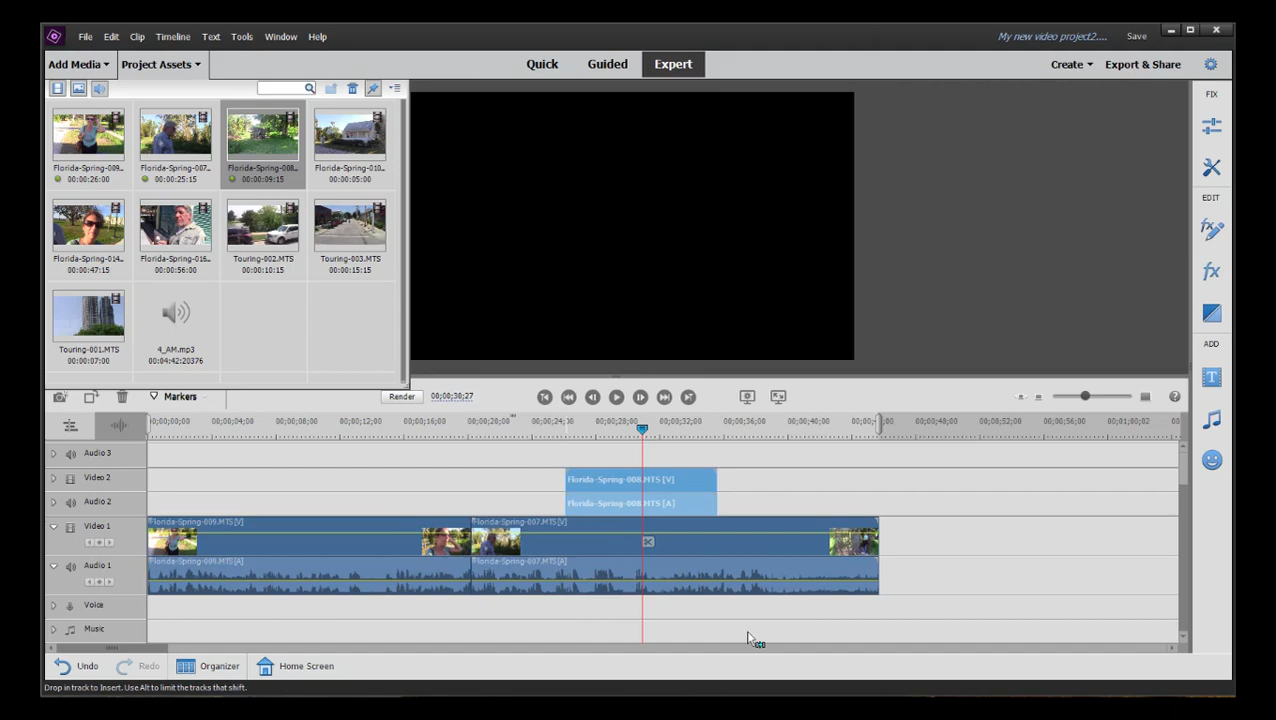 File Edit Clip Timeline Text Tools Window Help
My new video project2.... Save
Add Media Project Assets
Quick Guided Expert
Create Export & Share
FIX
Florida-Spring-009... Florida-Spring-007... Florida-Spring-008... Florida-Spring-010...
00:00:26:00 00:00:25:15 00:00:09:15 00:00:05:00
EDIT
Florida-Spring-014... Florida-Spring-016... Touring-002.MTS Touring-003.MTS
00:00:47:15 00:00:56:00 00:00:10:15 00:00:15:15
fx
ADD
Touring-001.MTS 4_AM.mp3
00:00:07:00 00:04:42:20376
T
Markers
Render 00;00;30;27
00;00;04;00 00;00;08;00 00;00;12;00 00;00;16;00 00;00;20;00 00;00;28;00 00;00;32;00 00;00;36;00 00;00;40;00 00;00;48;00 00;00;52;00 00;00;56;00 00;01;00;02
Audio 3
Video 2
Florida-Spring-008.MTS [V]
Audio 2
Florida-Spring-008.MTS [A]
Video 1
Florida-Spring-009.MTS [V] Florida-Spring-007.MTS [V]
Audio 1
Florida-Spring-009.MTS [A] Florida-Spring-007.MTS [A]
Voice
Music
Undo Redo Organizer Home Screen
Drop in track to Insert. Use Alt to limit the tracks that shift.